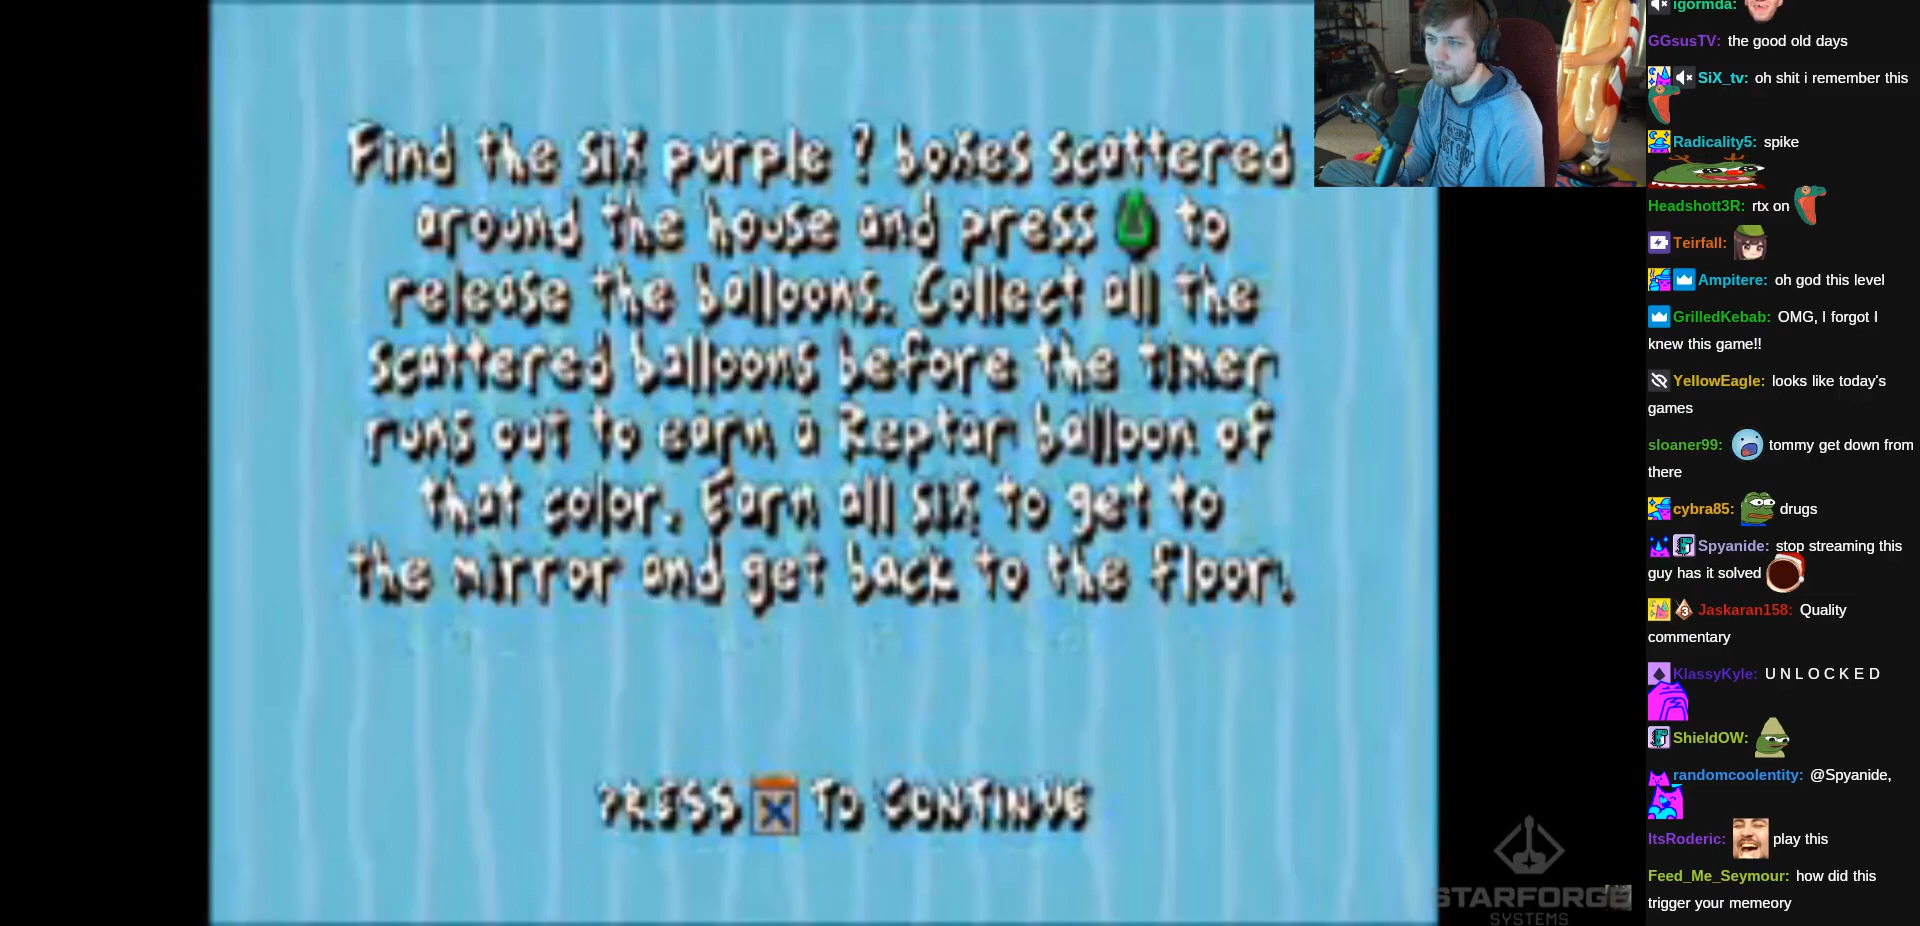 Find the six purple ? boxes scattered
around the house and press to
release the balloons. Collect all the
scattered balloons before the timer
runs out to earn a Reptar balloon of
that color. Earn all six to get to
the mirror and get back to the floor.
PRESS X TO CONTINUE
STARFORGE
SYSTEMS
igormda:
GGsusTV: the good old days
SiX_tv: oh shit i remember this
Radicality5: spike
Headshott3R: rtx on
Teirfall:
Ampitere: oh god this level
GrilledKebab: OMG, I forgot I
knew this game!!
YellowEagle: looks like today's
games
sloaner99: tommy get down from
there
cybra85: drugs
Spyanide: stop streaming this
guy has it solved
3 Jaskaran158: Quality
commentary
KlassyKyle: U N L O C K E D
ShieldOW:
randomcoolentity: @Spyanide,
ItsRoderic: play this
Feed_Me_Seymour: how did this
trigger your memeory